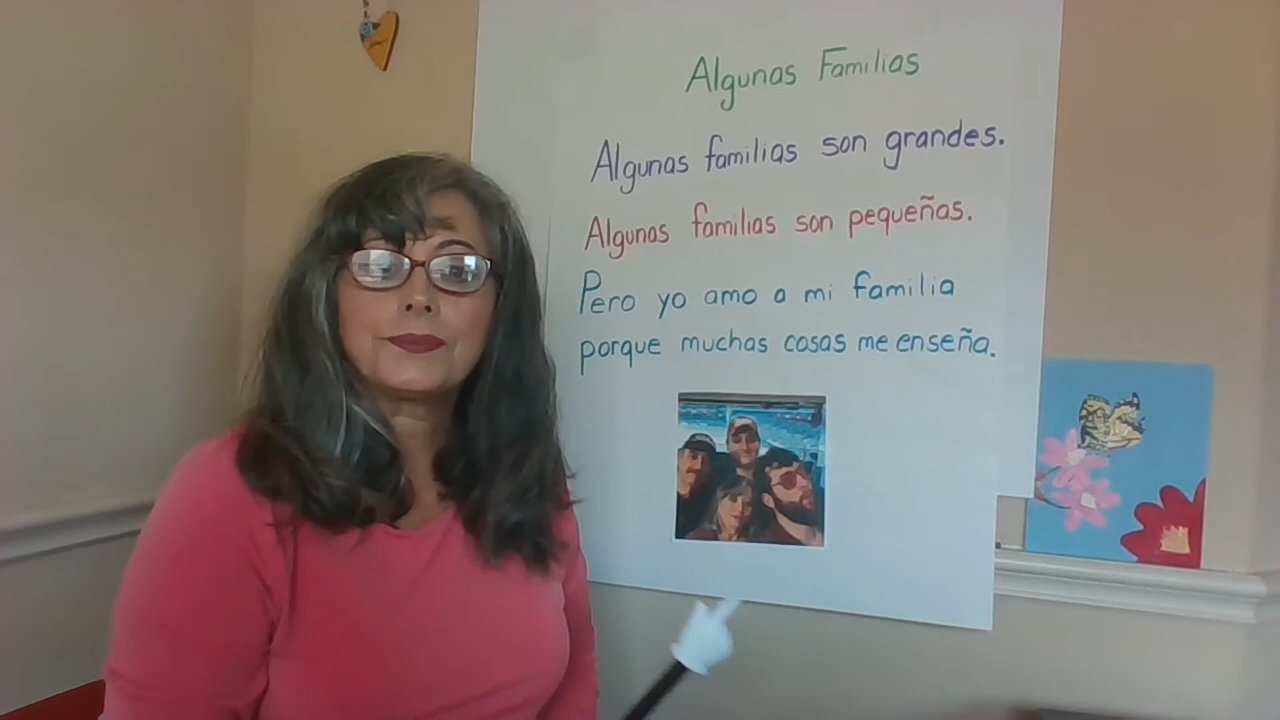 Algunas Familias
Algunas familias son grandes.
Algunas familias son pequeñas.
Pero yo amo a mi familia
porque muchas cosas me enseña.